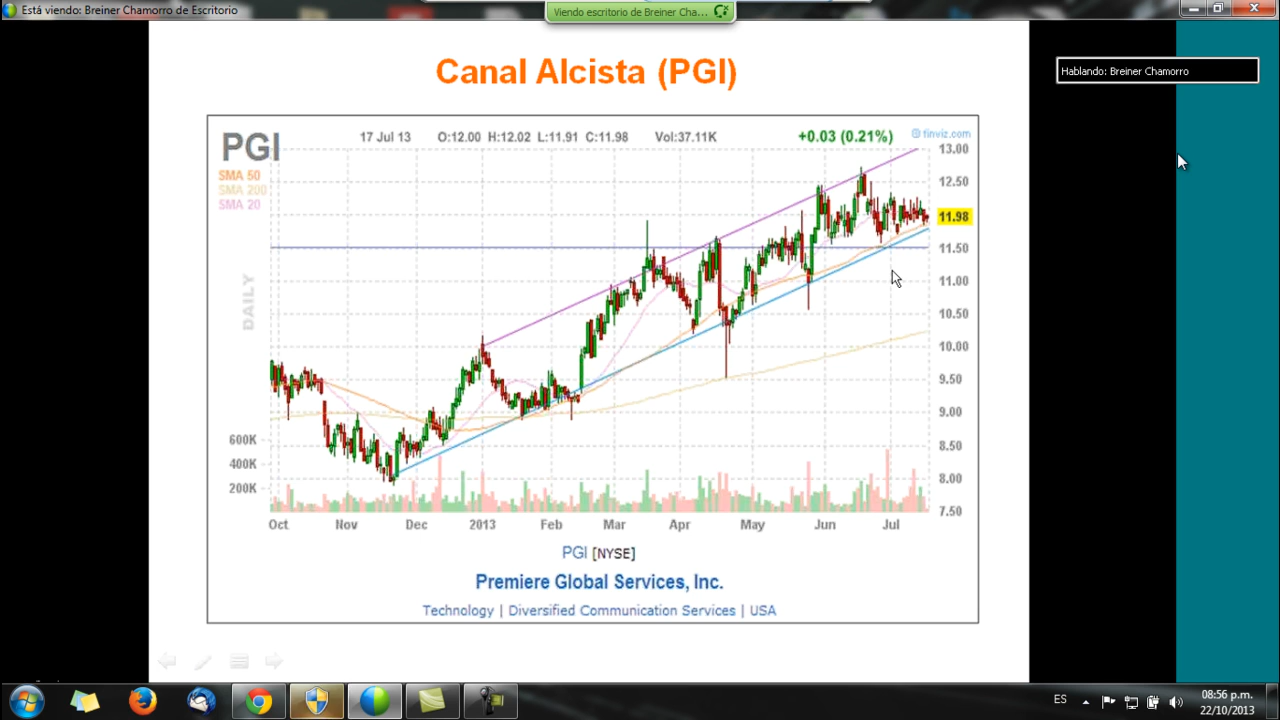 Está viendo: Breiner Chamorro de Escritorio
Viendo escritorio de Breiner Cha...
Hablando: Breiner Chamorro
Canal Alcista (PGI)
PGI
17 Jul 13 O:12.00 H:12.02 L:11.91 C:11.98 Vol:37.11K +0.03 (0.21%) © finviz.com
SMA 50
SMA 200
SMA 20
DAILY
13.00
12.50
11.98
11.50
11.00
10.50
10.00
9.50
9.00
8.50
8.00
7.50
600K
400K
200K
Oct Nov Dec 2013 Feb Mar Apr May Jun Jul
PGI [NYSE]
Premiere Global Services, Inc.
Technology | Diversified Communication Services | USA
ES
08:56 p.m.
22/10/2013